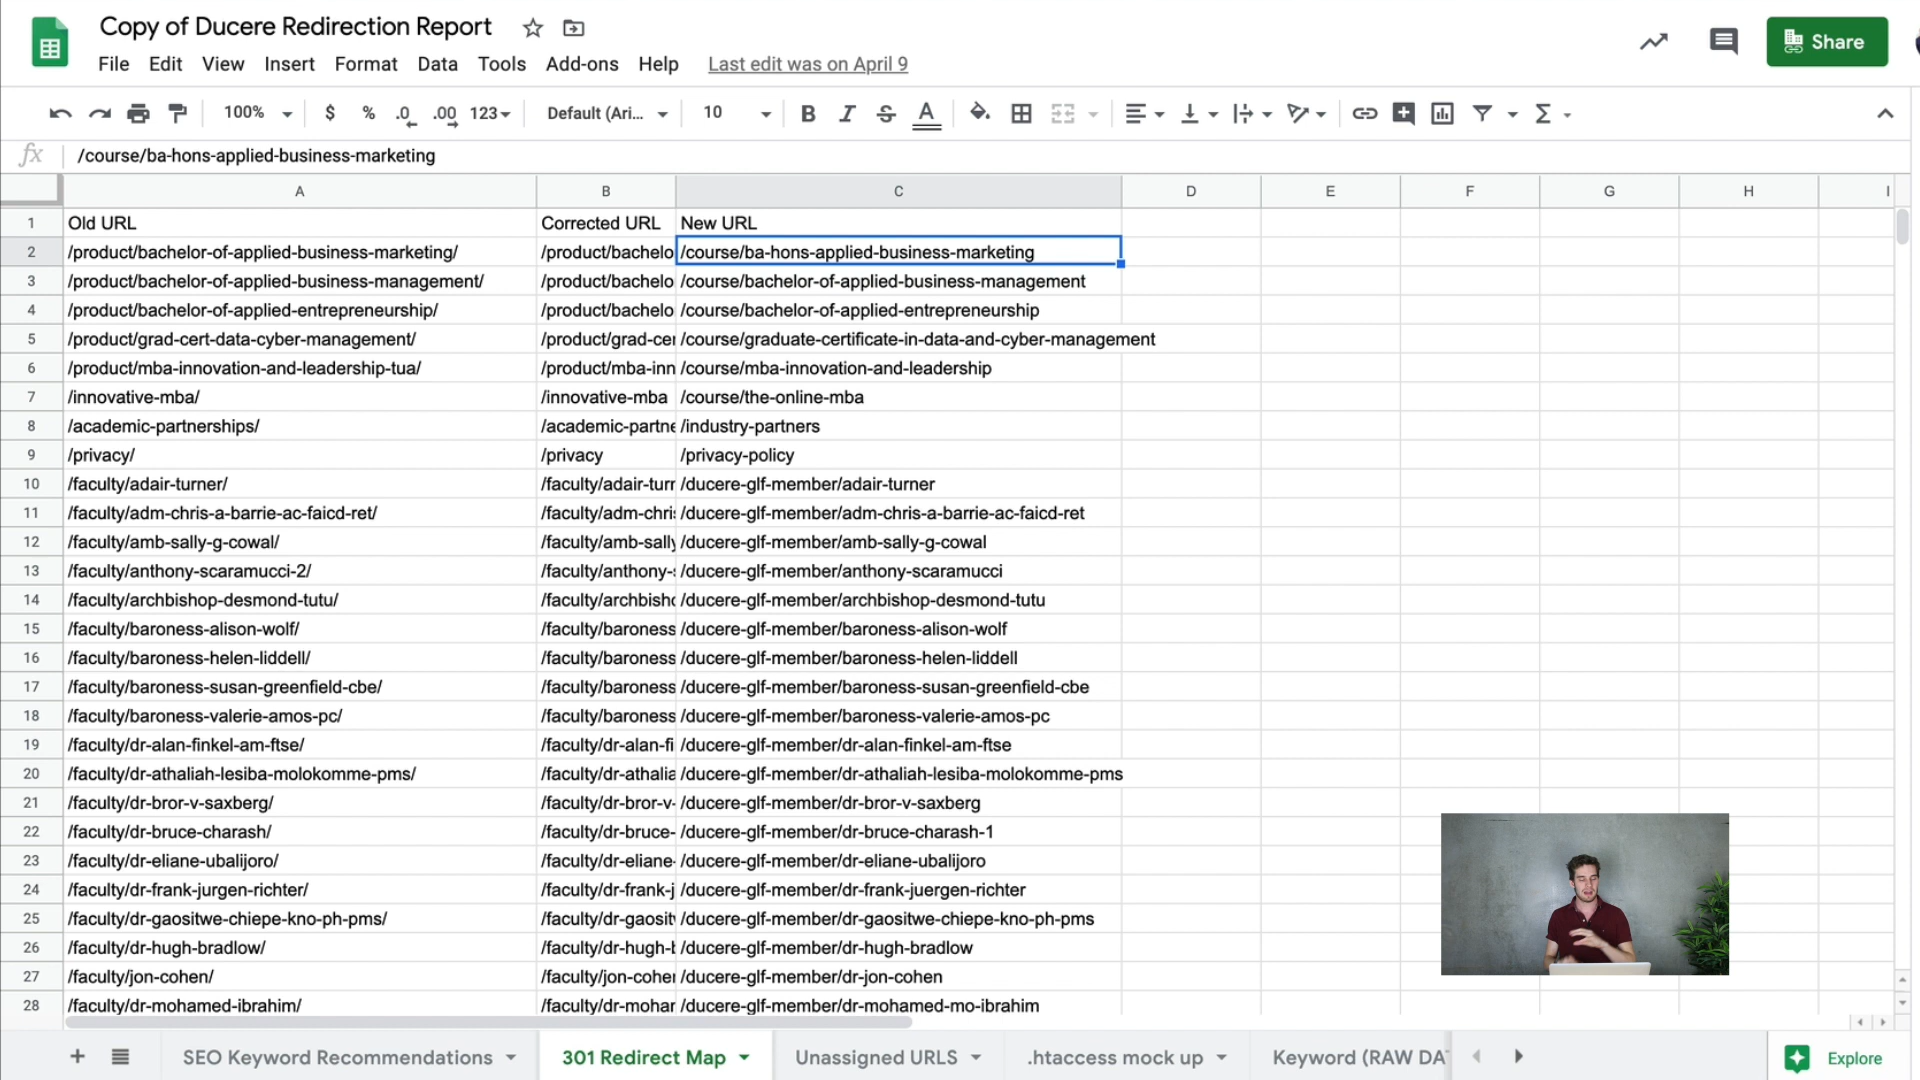 Copy of Ducere Redirection Report
Share
File Edit View Insert Format Data Tools Add-ons Help Last edit was on April 9
100% $ % .0 .00 123 Default (Ari... 10 B I S A Σ
fx /course/ba-hons-applied-business-marketing
A B C D E F G H I
1 Old URL Corrected URL New URL
2 /product/bachelor-of-applied-business-marketing/ /product/bachelo /course/ba-hons-applied-business-marketing
3 /product/bachelor-of-applied-business-management/ /product/bachelo /course/bachelor-of-applied-business-management
4 /product/bachelor-of-applied-entrepreneurship/ /product/bachelo /course/bachelor-of-applied-entrepreneurship
5 /product/grad-cert-data-cyber-management/ /product/grad-cer /course/graduate-certificate-in-data-and-cyber-management
6 /product/mba-innovation-and-leadership-tua/ /product/mba-inn /course/mba-innovation-and-leadership
7 /innovative-mba/ /innovative-mba /course/the-online-mba
8 /academic-partnerships/ /academic-partne /industry-partners
9 /privacy/ /privacy /privacy-policy
10 /faculty/adair-turner/ /faculty/adair-turr /ducere-glf-member/adair-turner
11 /faculty/adm-chris-a-barrie-ac-faicd-ret/ /faculty/adm-chri /ducere-glf-member/adm-chris-a-barrie-ac-faicd-ret
12 /faculty/amb-sally-g-cowal/ /faculty/amb-sally /ducere-glf-member/amb-sally-g-cowal
13 /faculty/anthony-scaramucci-2/ /faculty/anthony- /ducere-glf-member/anthony-scaramucci
14 /faculty/archbishop-desmond-tutu/ /faculty/archbisho /ducere-glf-member/archbishop-desmond-tutu
15 /faculty/baroness-alison-wolf/ /faculty/baroness /ducere-glf-member/baroness-alison-wolf
16 /faculty/baroness-helen-liddell/ /faculty/baroness /ducere-glf-member/baroness-helen-liddell
17 /faculty/baroness-susan-greenfield-cbe/ /faculty/baroness /ducere-glf-member/baroness-susan-greenfield-cbe
18 /faculty/baroness-valerie-amos-pc/ /faculty/baroness /ducere-glf-member/baroness-valerie-amos-pc
19 /faculty/dr-alan-finkel-am-ftse/ /faculty/dr-alan-fi /ducere-glf-member/dr-alan-finkel-am-ftse
20 /faculty/dr-athaliah-lesiba-molokomme-pms/ /faculty/dr-athalia /ducere-glf-member/dr-athaliah-lesiba-molokomme-pms
21 /faculty/dr-bror-v-saxberg/ /faculty/dr-bror-v- /ducere-glf-member/dr-bror-v-saxberg
22 /faculty/dr-bruce-charash/ /faculty/dr-bruce- /ducere-glf-member/dr-bruce-charash-1
23 /faculty/dr-eliane-ubalijoro/ /faculty/dr-eliane- /ducere-glf-member/dr-eliane-ubalijoro
24 /faculty/dr-frank-jurgen-richter/ /faculty/dr-frank-j /ducere-glf-member/dr-frank-juergen-richter
25 /faculty/dr-gaositwe-chiepe-kno-ph-pms/ /faculty/dr-gaosit /ducere-glf-member/dr-gaositwe-chiepe-kno-ph-pms
26 /faculty/dr-hugh-bradlow/ /faculty/dr-hugh-b /ducere-glf-member/dr-hugh-bradlow
27 /faculty/jon-cohen/ /faculty/jon-cohe /ducere-glf-member/dr-jon-cohen
28 /faculty/dr-mohamed-ibrahim/ /faculty/dr-mohar /ducere-glf-member/dr-mohamed-mo-ibrahim
SEO Keyword Recommendations 301 Redirect Map Unassigned URLS .htaccess mock up Keyword (RAW DA Explore